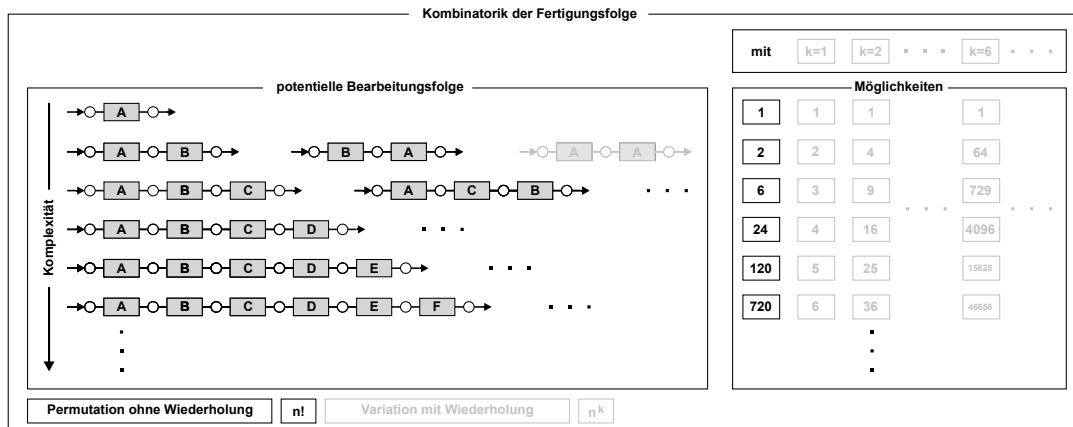 Kombinatorik der Fertigungsfolge
mit k=1 k=2 . . . k=6 . . .
potentielle Bearbeitungsfolge
Möglichkeiten
Komplexität
A
1 1 1 1
A B B A A A
2 2 4 64
A B C A C B . . .
6 3 9 729
. . . . . .
A B C D . . .
24 4 16 4096
A B C D E . . .
120 5 25 15625
A B C D E F . . .
720 6 36 46656
Permutation ohne Wiederholung n! Variation mit Wiederholung n^k